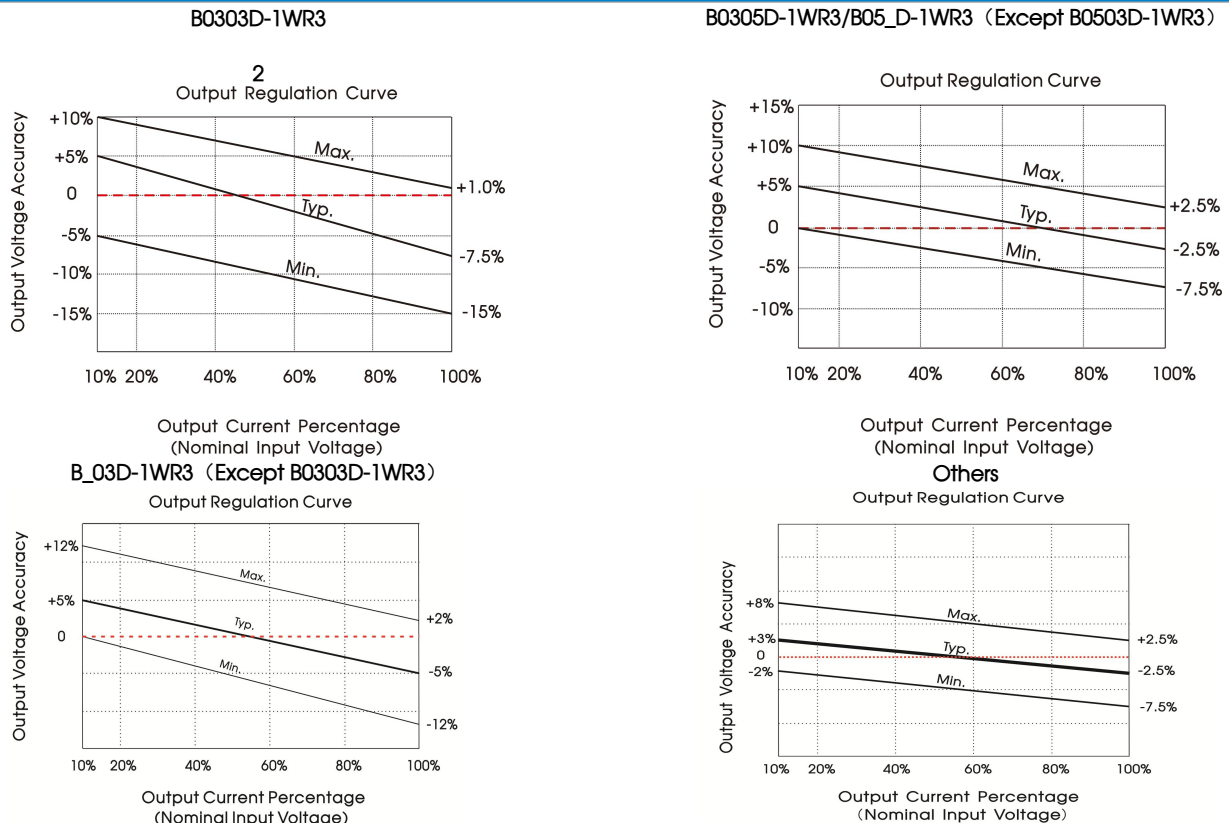 B0303D-1WR3
2
Output Regulation Curve
Output Voltage Accuracy
+10%
+5%
0
-5%
-10%
-15%
Max.
Typ.
Min.
+1.0%
-7.5%
-15%
10% 20% 40% 60% 80% 100%
Output Current Percentage
(Nominal Input Voltage)
B0305D-1WR3/B05_D-1WR3（Except B0503D-1WR3）
Output Regulation Curve
Output Voltage Accuracy
+15%
+10%
+5%
0
-5%
-10%
Max.
Typ.
Min.
+2.5%
-2.5%
-7.5%
10% 20% 40% 60% 80% 100%
Output Current Percentage
(Nominal Input Voltage)
B_03D-1WR3（Except B0303D-1WR3）
Output Regulation Curve
Output Voltage Accuracy
+12%
+5%
0
Max.
Typ.
Min.
+2%
-5%
-12%
10% 20% 40% 60% 80% 100%
Output Current Percentage
(Nominal Input Voltage)
Others
Output Regulation Curve
Output Voltage Accuracy
+8%
+3%
0
-2%
Max.
Typ.
Min.
+2.5%
-2.5%
-7.5%
10% 20% 40% 60% 80% 100%
Output Current Percentage
（Nominal Input Voltage）